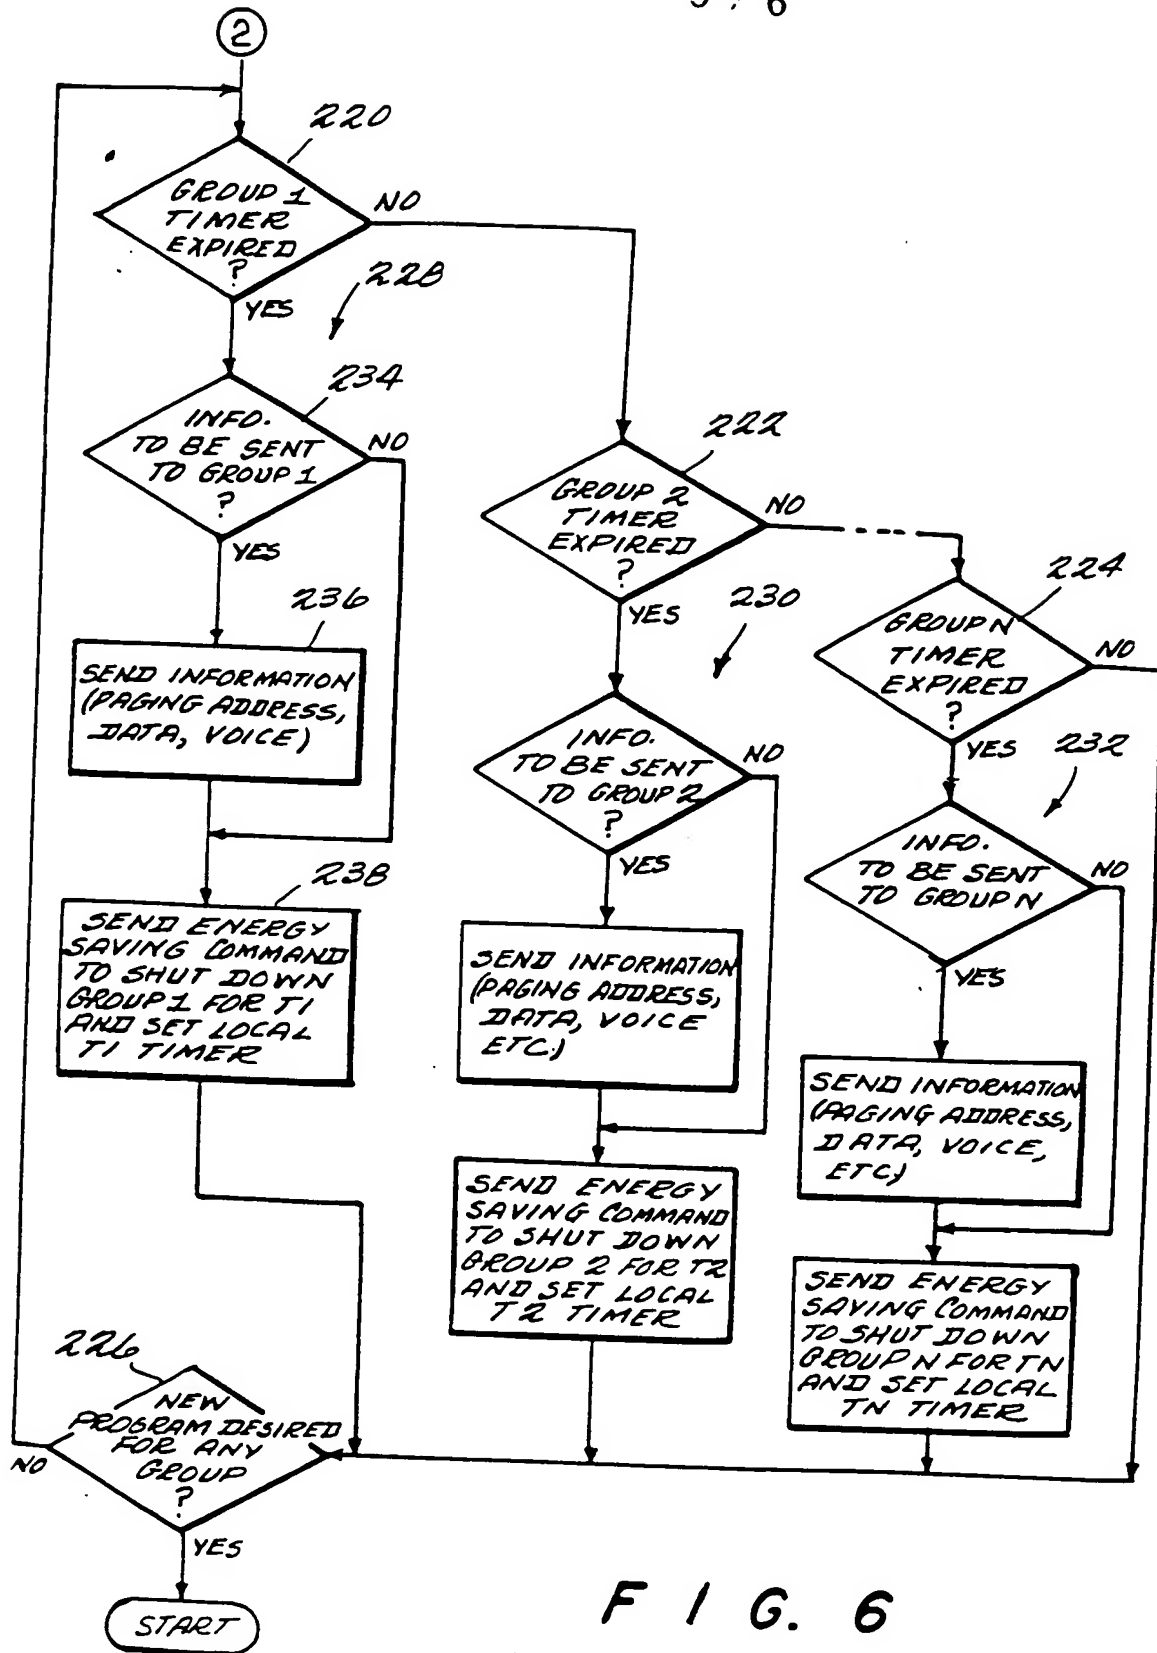 2
220
GROUP 1
TIMER
EXPIRED
?
NO
YES
228
234
INFO.
TO BE SENT
TO GROUP 1
?
NO
YES
236
SEND INFORMATION
(PAGING ADDRESS,
DATA, VOICE)
238
SEND ENERGY
SAVING COMMAND
TO SHUT DOWN
GROUP 1 FOR T1
AND SET LOCAL
T1 TIMER
222
GROUP 2
TIMER
EXPIRED
?
NO
YES
230
INFO.
TO BE SENT
TO GROUP 2
?
NO
YES
SEND INFORMATION
(PAGING ADDRESS,
DATA, VOICE
ETC.)
SEND ENERGY
SAVING COMMAND
TO SHUT DOWN
GROUP 2 FOR T2
AND SET LOCAL
T2 TIMER
224
GROUP N
TIMER
EXPIRED
?
NO
YES
232
INFO.
TO BE SENT
TO GROUP N
NO
YES
SEND INFORMATION
(PAGING ADDRESS,
DATA, VOICE,
ETC.)
SEND ENERGY
SAVING COMMAND
TO SHUT DOWN
GROUP N FOR TN
AND SET LOCAL
TN TIMER
226
NEW
PROGRAM DESIRED
FOR ANY
GROUP
?
NO
YES
START
FIG. 6